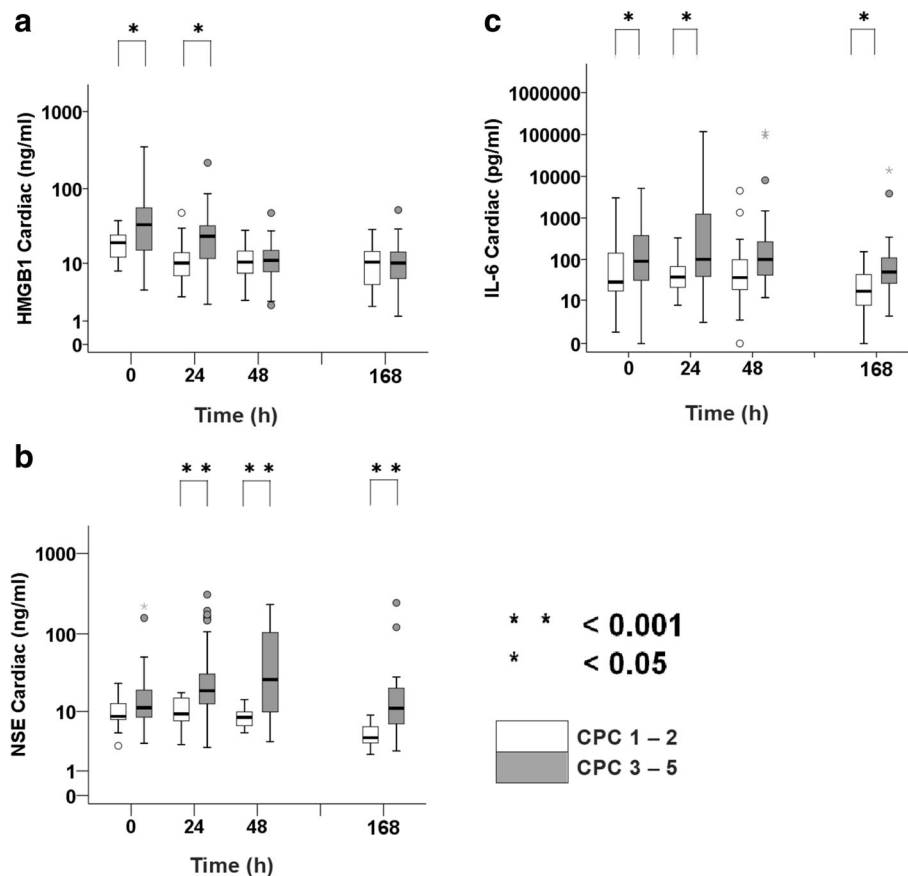 a
* *
HMGB1 Cardiac (ng/ml)
1000
100
10
1
0
0 24 48 168
Time (h)
c
* * *
IL-6 Cardiac (pg/ml)
1000000
100000
10000
1000
100
10
0
0 24 48 168
Time (h)
b
* * * * * *
NSE Cardiac (ng/ml)
1000
100
10
1
0
0 24 48 168
Time (h)
* * < 0.001
* < 0.05
CPC 1 – 2
CPC 3 – 5